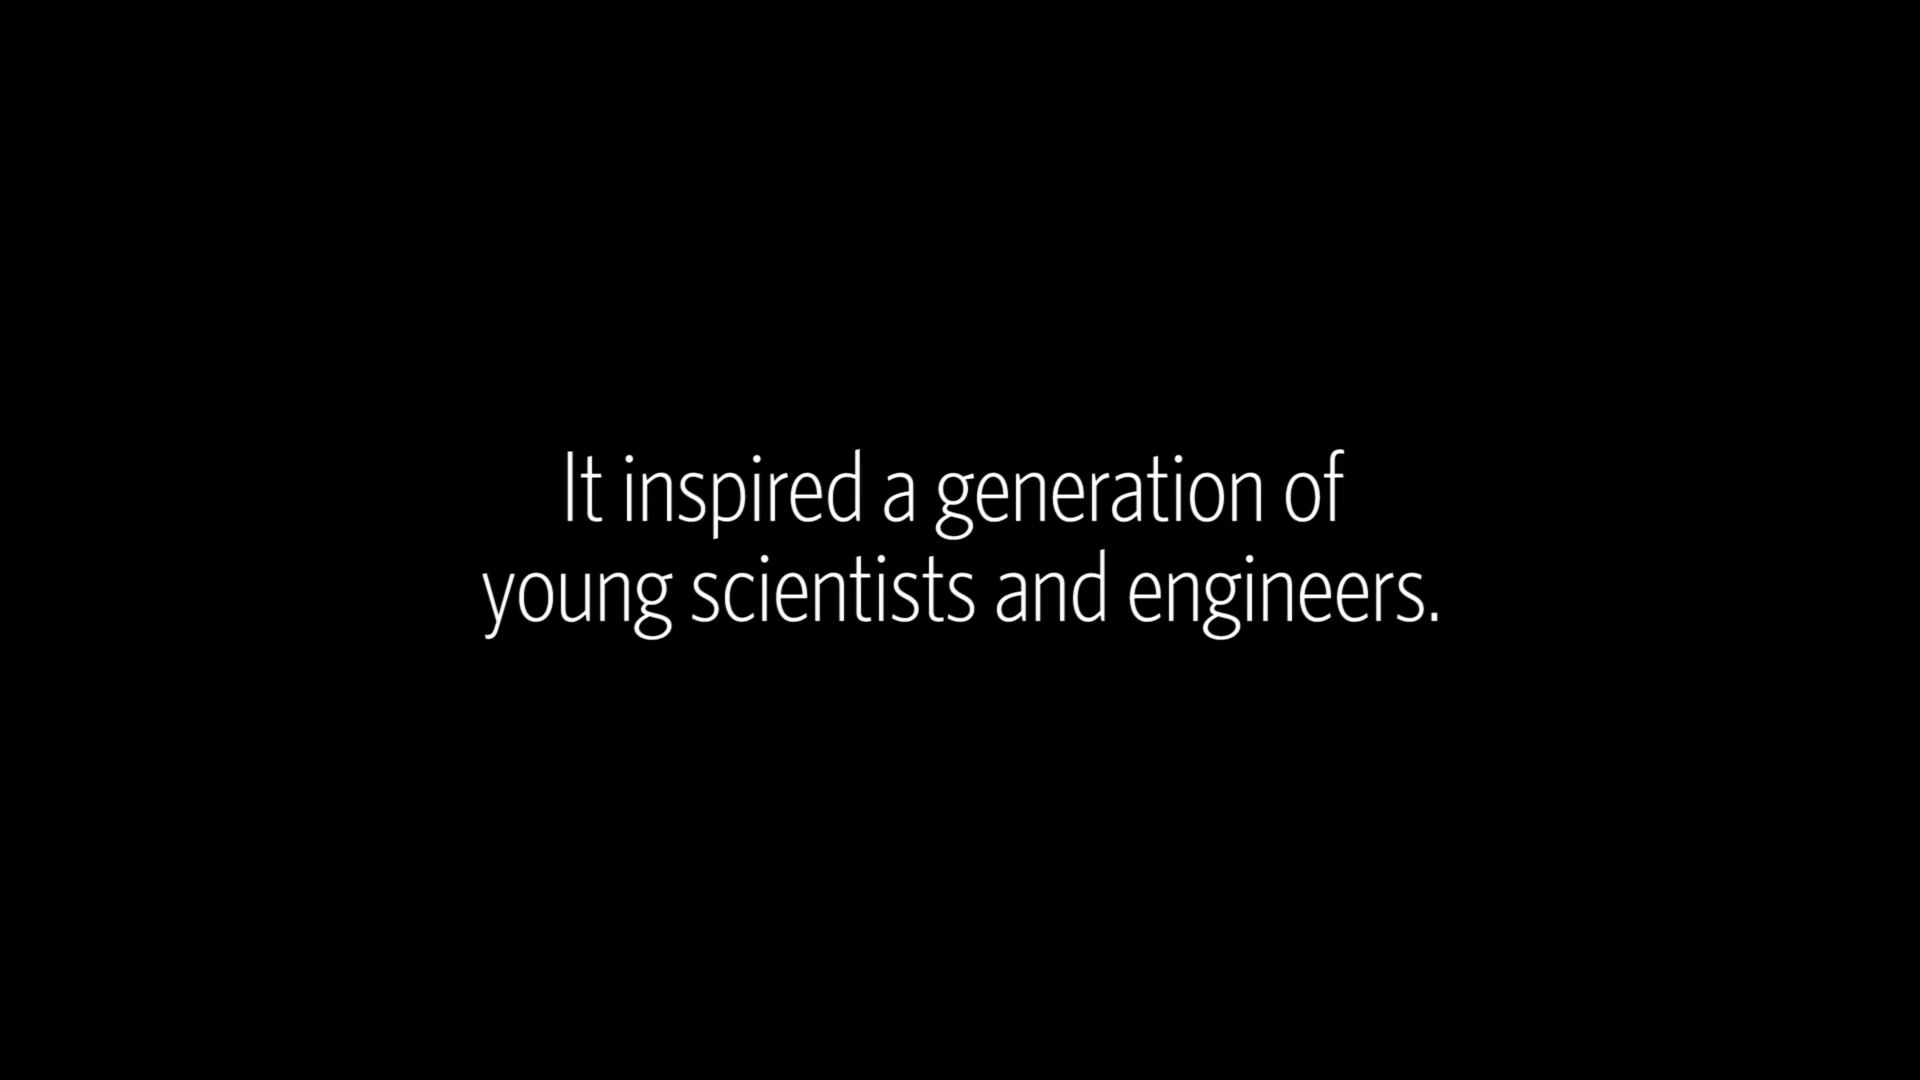 It inspired a generation of
young scientists and engineers.